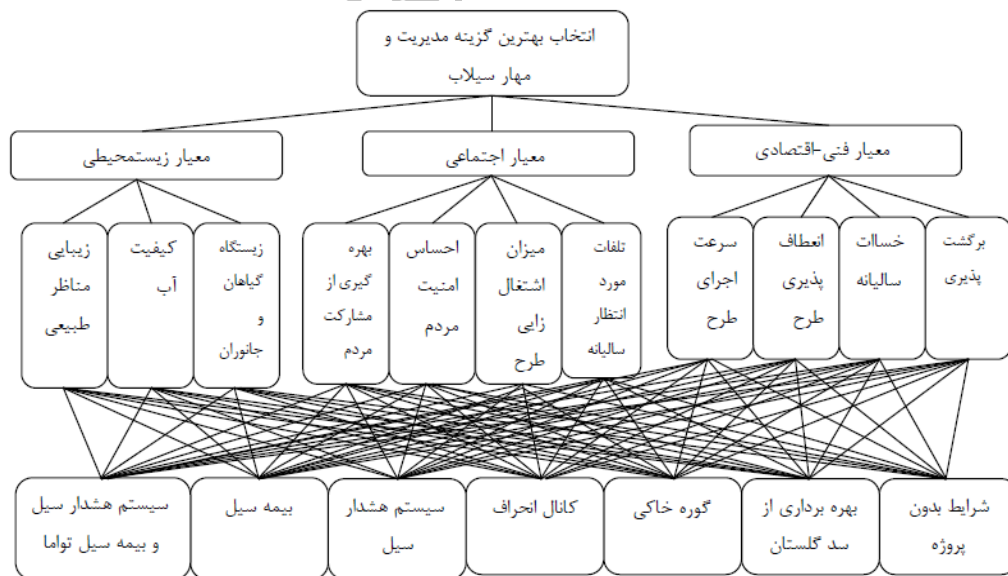 انتخاب بهترین گزینه مدیریت و
مهار سیلاب
معیار فنی-اقتصادی
معیار اجتماعی
معیار زیستمحیطی
برگشت
پذیری
خساات
سالیانه
انعطاف
پذیری
طرح
سرعت
اجرای
طرح
تلفات
مورد
انتظار
سالیانه
میزان
اشتغال
زایی
طرح
احساس
امنیت
مردم
بهره
گیری از
مشارکت
مردم
زیستگاه
گیاهان
و
جانوران
کیفیت
آب
زیبایی
مناظر
طبیعی
شرایط بدون
پروژه
بهره برداری از
سد گلستان
گوره خاکی
کانال انحراف
سیستم هشدار
سیل
بیمه سیل
سیستم هشدار سیل
و بیمه سیل تواما